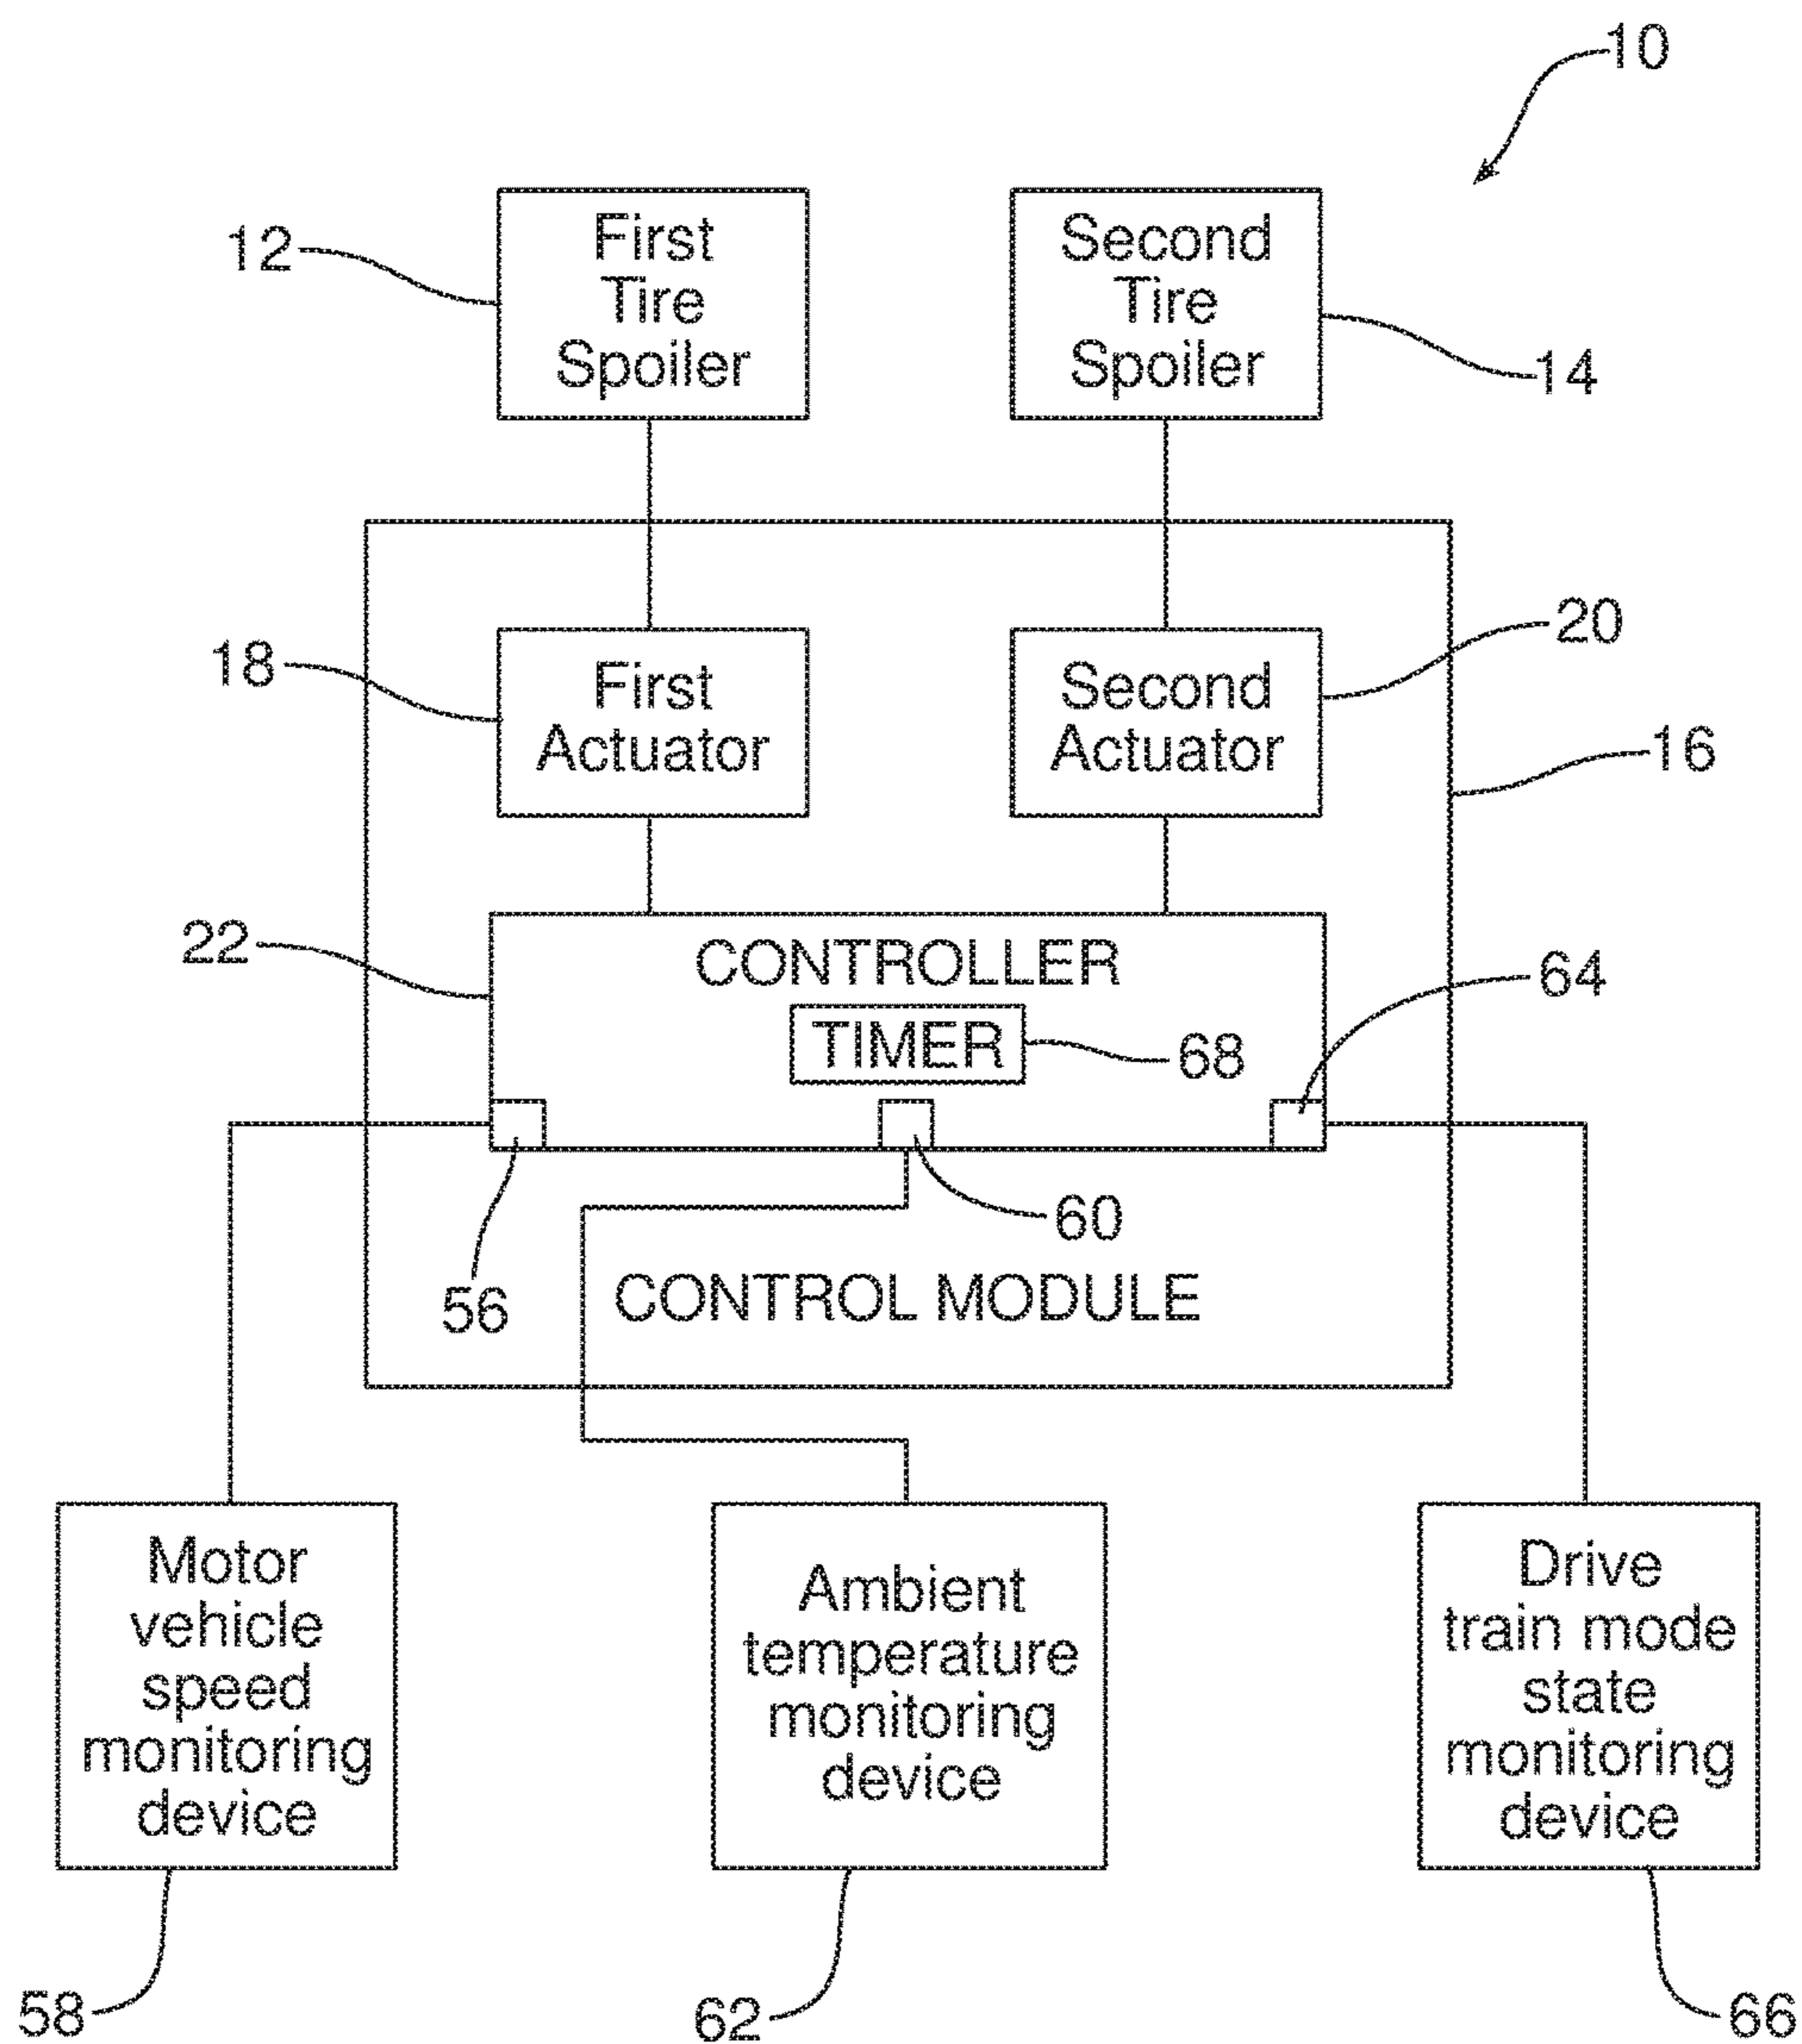 10
12
First
Tire
Spoiler
Second
Tire
Spoiler
14
18
First
Actuator
Second
Actuator
20
16
22
CONTROLLER
TIMER
68
64
56
60
CONTROL MODULE
Motor
vehicle
speed
monitoring
device
Ambient
temperature
monitoring
device
Drive
train mode
state
monitoring
device
58
62
66